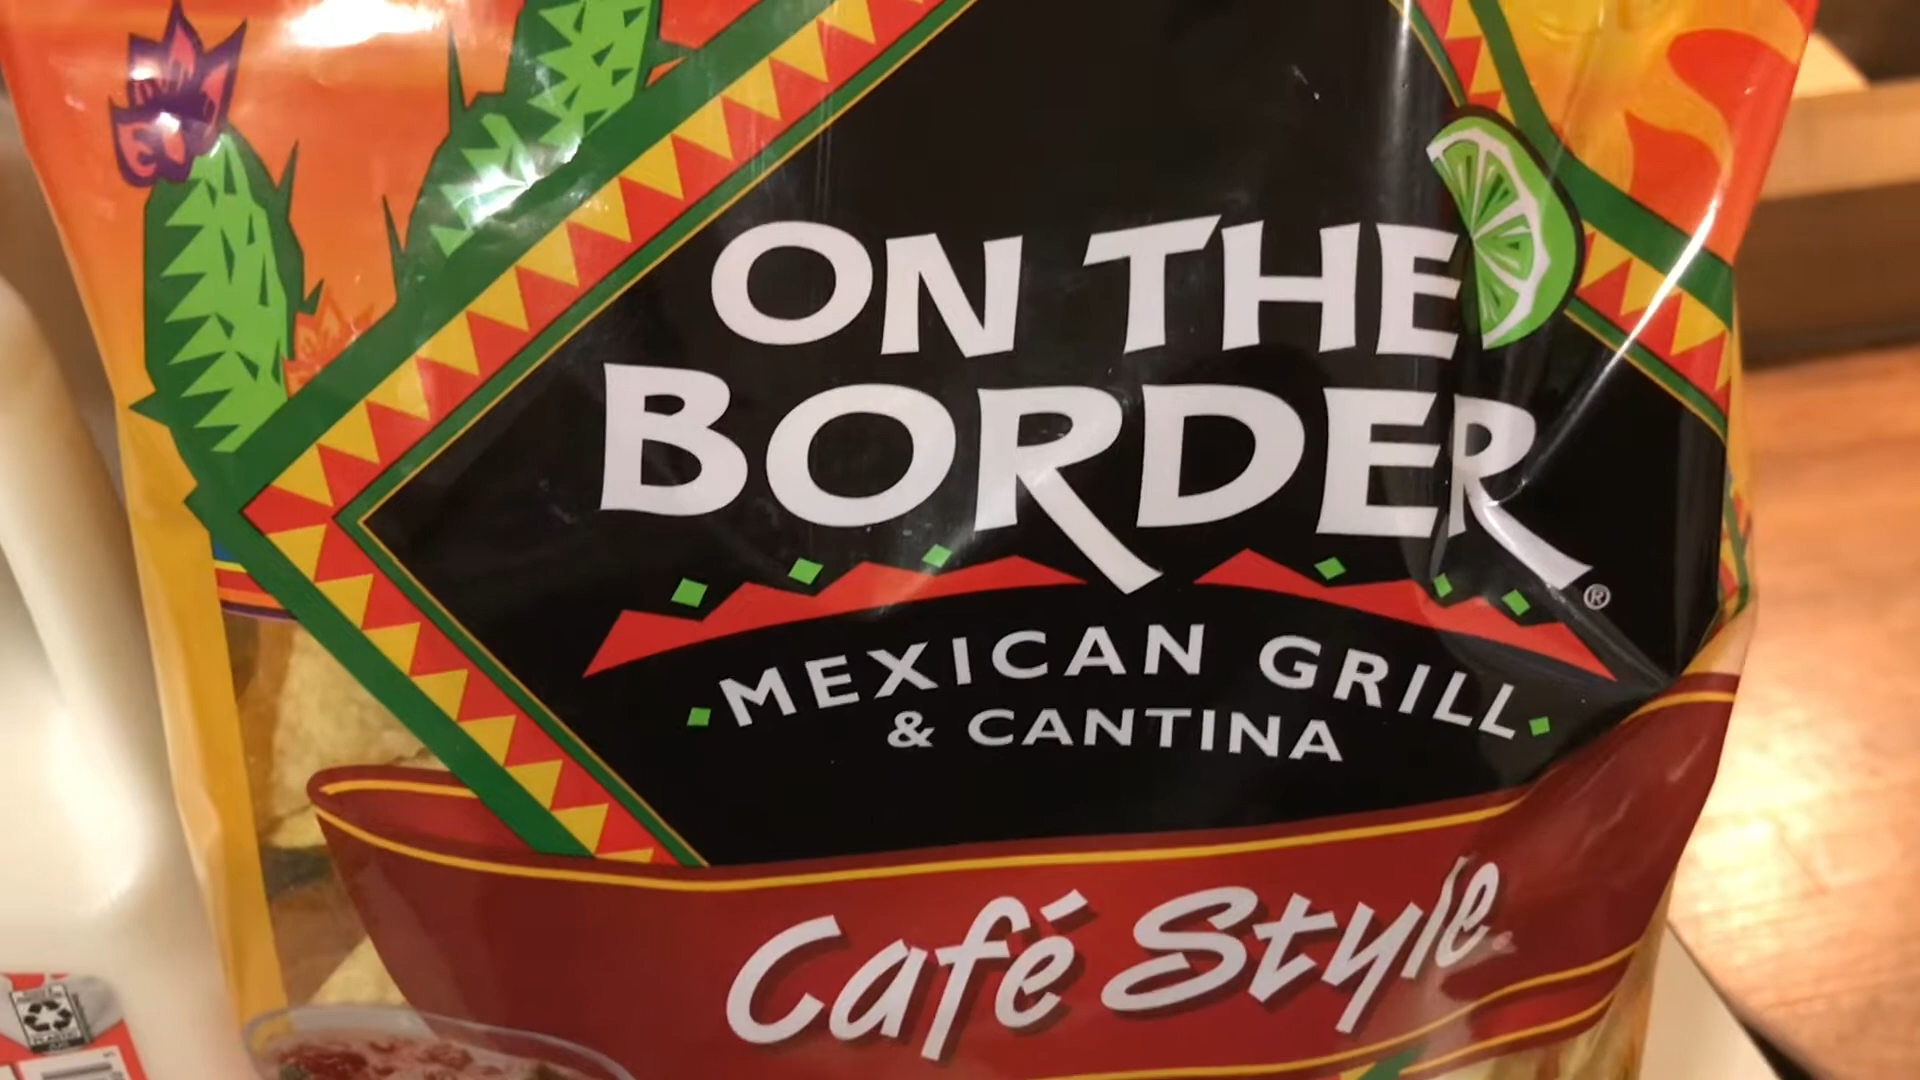 ON THE
BORDER®
MEXICAN GRILL
& CANTINA
Café Style